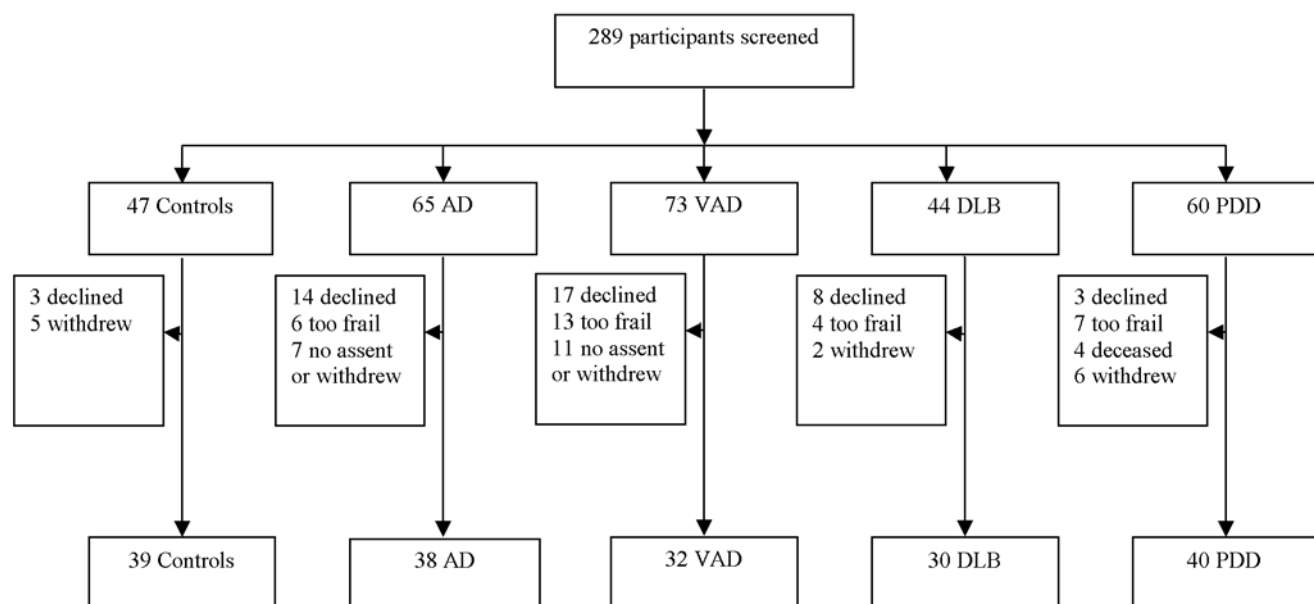 289 participants screened
47 Controls
65 AD
73 VAD
44 DLB
60 PDD
3 declined
5 withdrew
14 declined
6 too frail
7 no assent
or withdrew
17 declined
13 too frail
11 no assent
or withdrew
8 declined
4 too frail
2 withdrew
3 declined
7 too frail
4 deceased
6 withdrew
39 Controls
38 AD
32 VAD
30 DLB
40 PDD